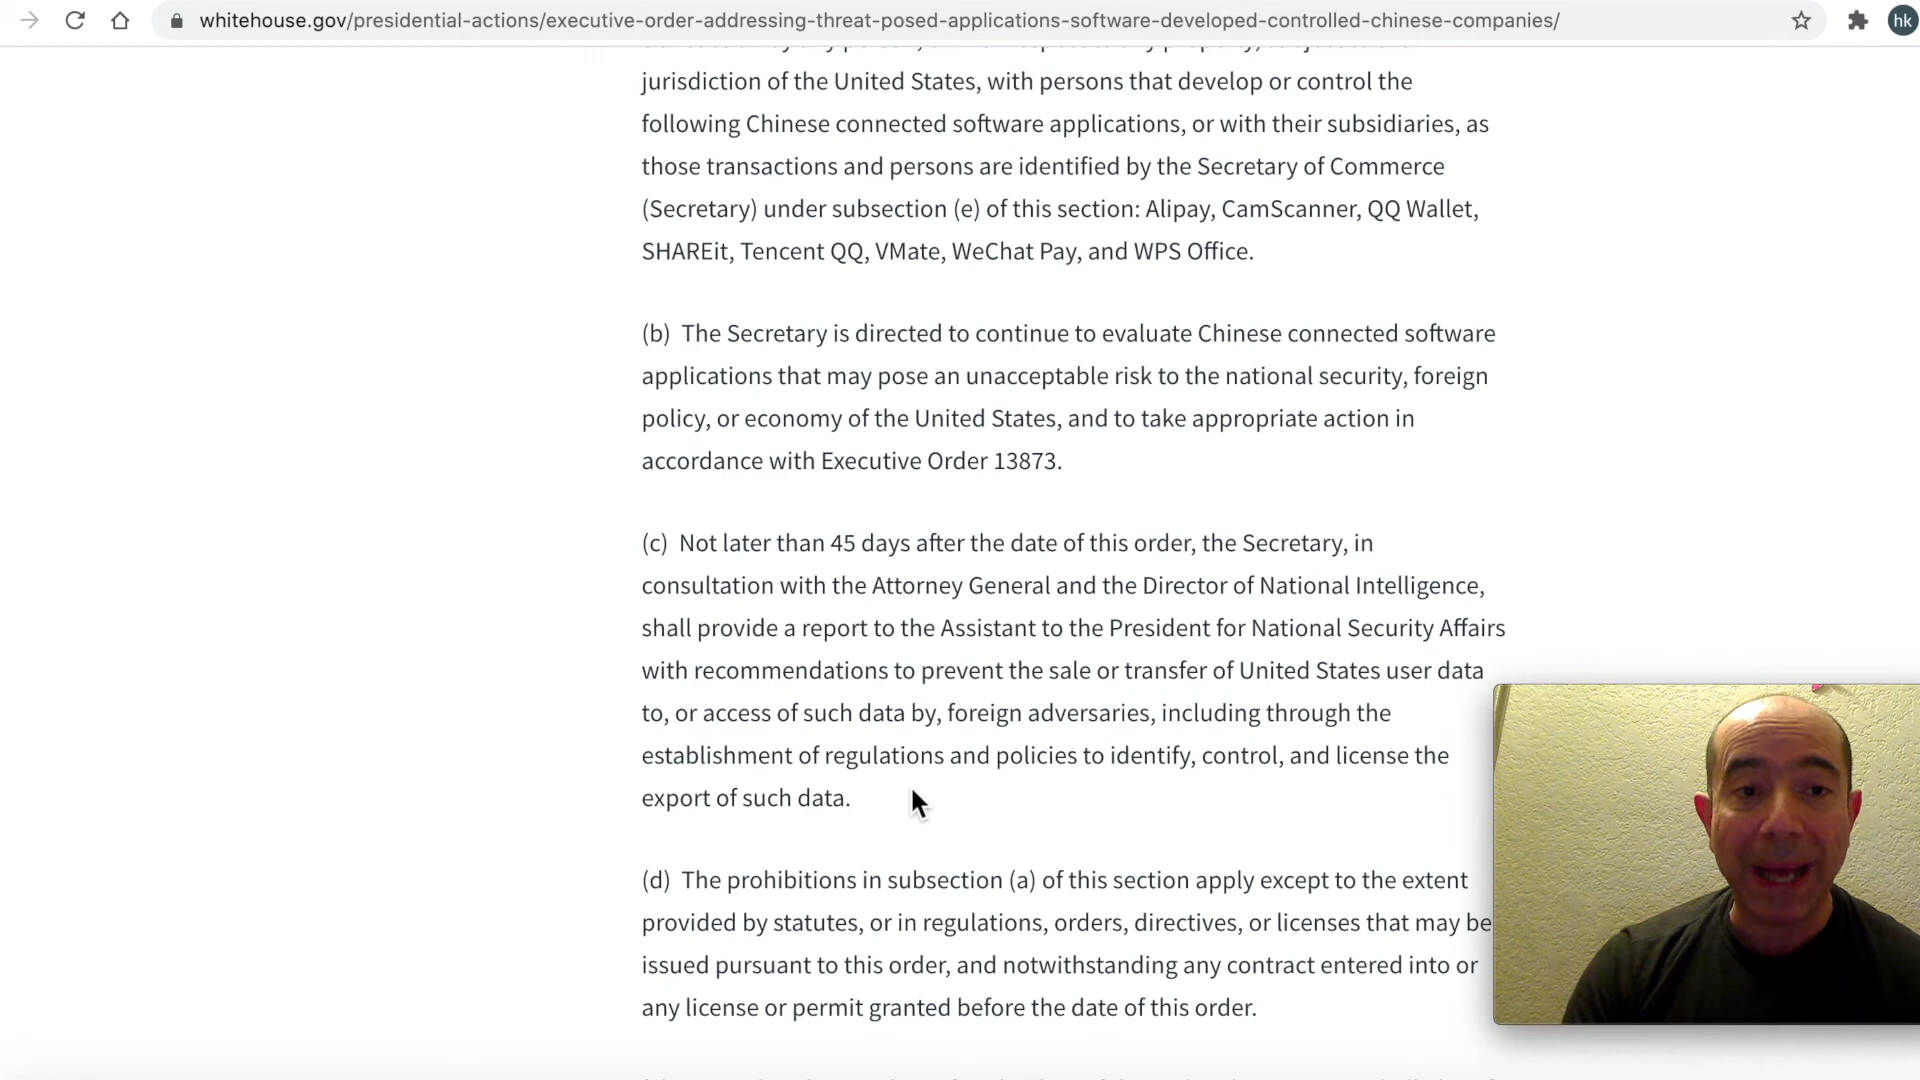 whitehouse.gov/presidential-actions/executive-order-addressing-threat-posed-applications-software-developed-controlled-chinese-companies/
hk
jurisdiction of the United States, with persons that develop or control the
following Chinese connected software applications, or with their subsidiaries, as
those transactions and persons are identified by the Secretary of Commerce
(Secretary) under subsection (e) of this section: Alipay, CamScanner, QQ Wallet,
SHAREit, Tencent QQ, VMate, WeChat Pay, and WPS Office.
(b) The Secretary is directed to continue to evaluate Chinese connected software
applications that may pose an unacceptable risk to the national security, foreign
policy, or economy of the United States, and to take appropriate action in
accordance with Executive Order 13873.
(c) Not later than 45 days after the date of this order, the Secretary, in
consultation with the Attorney General and the Director of National Intelligence,
shall provide a report to the Assistant to the President for National Security Affairs
with recommendations to prevent the sale or transfer of United States user data
to, or access of such data by, foreign adversaries, including through the
establishment of regulations and policies to identify, control, and license the
export of such data.
(d) The prohibitions in subsection (a) of this section apply except to the extent
provided by statutes, or in regulations, orders, directives, or licenses that may be
issued pursuant to this order, and notwithstanding any contract entered into or
any license or permit granted before the date of this order.